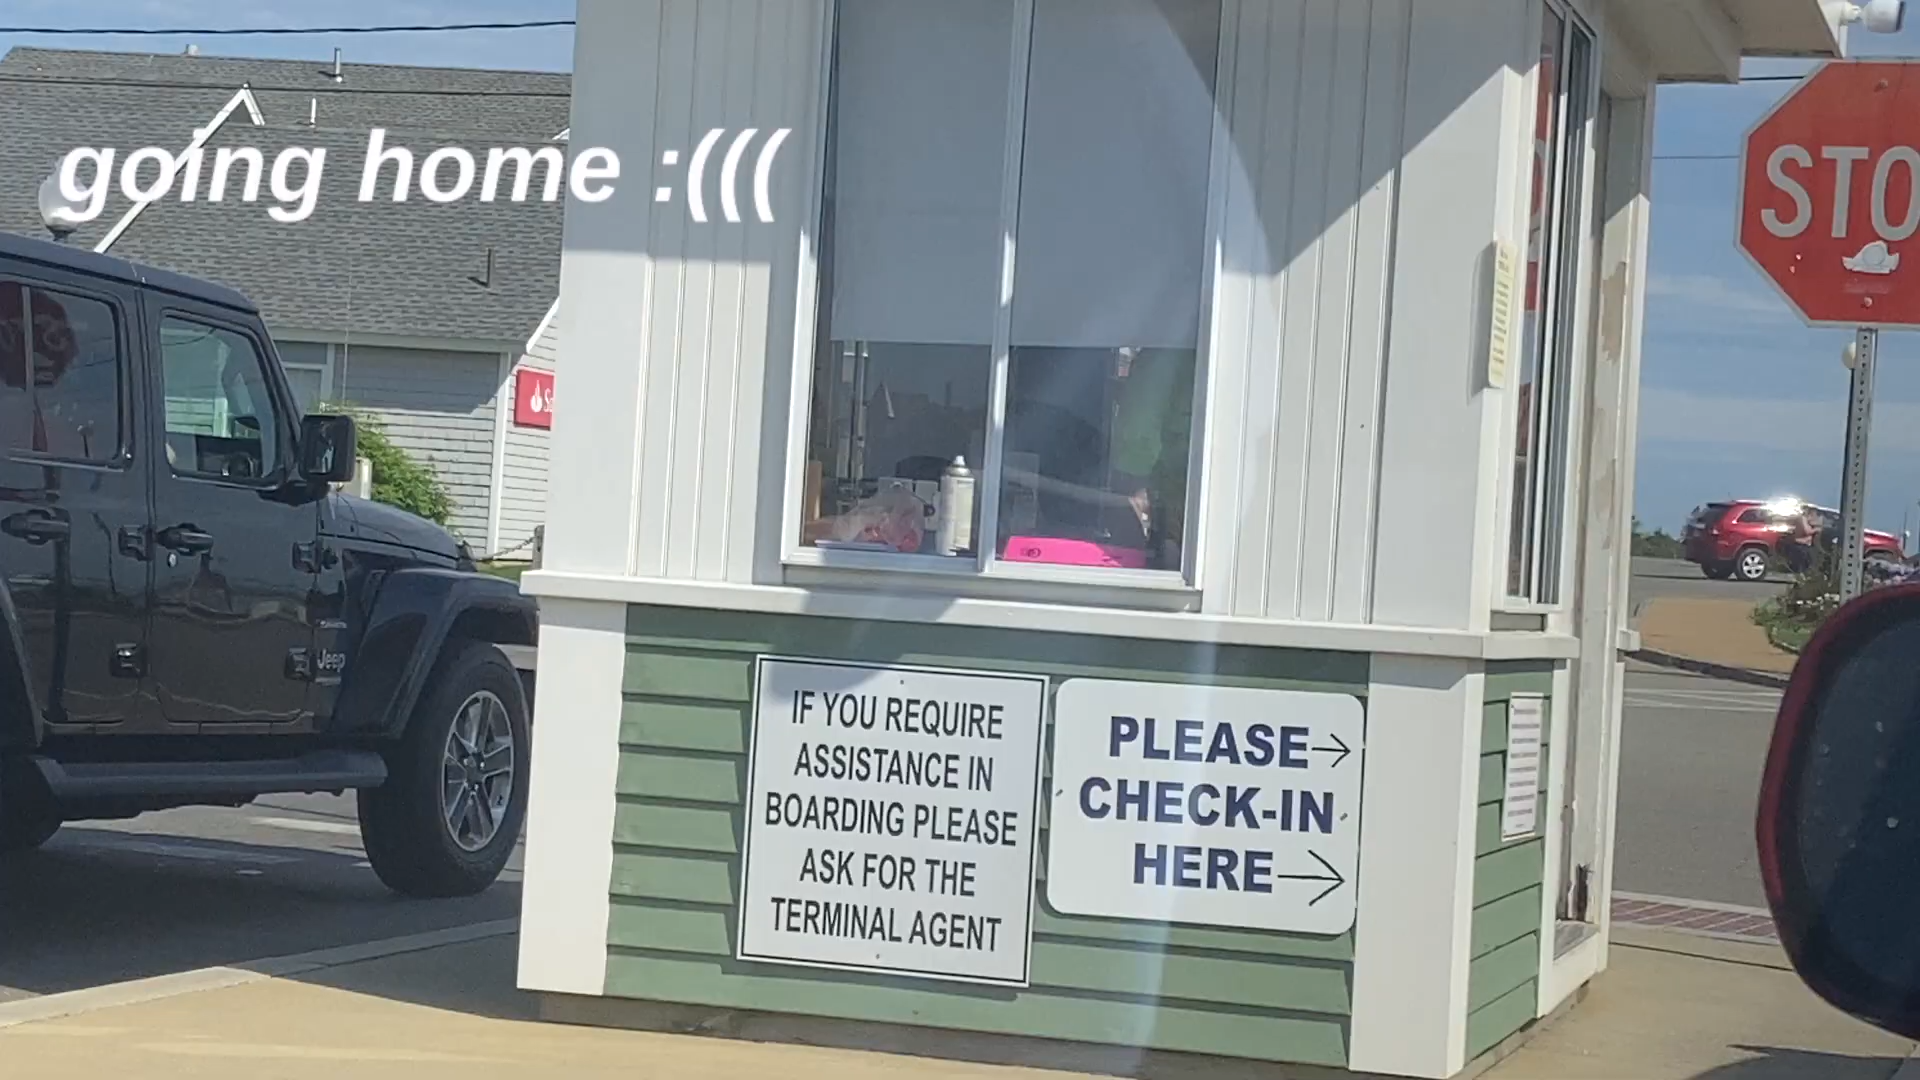 going home :(((
STO
Jeep
IF YOU REQUIRE
ASSISTANCE IN
BOARDING PLEASE
ASK FOR THE
TERMINAL AGENT
PLEASE→
CHECK-IN
HERE→